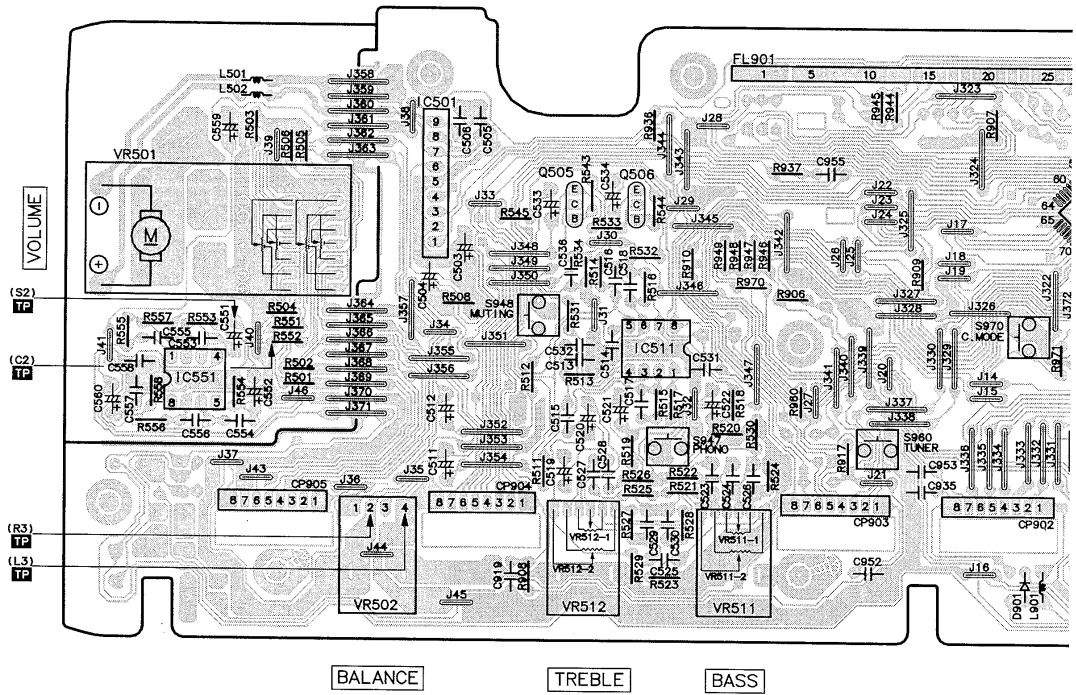 FL901
1 5 10 15 20 25
L501
L502
J358
J359
J360
J361
J362
J363
J38
IC501
9
8
7
6
5
4
3
2
1
C506
C505
C559
R503
J39
R506
R505
VR501
M
VOLUME
R936
J344
J343
J28
R945
R944
J323
R907
J324
R937
C955
Q505
Q506
R543
C534
C533
E
C
B
E
C
B
R544
J33
R545
R533
J30
J29
J345
J22
J23
J24
J325
J17
60
64
65
70
J348
J349
J350
C503
C504
R508
C538
R534
R514
C516
C518
R532
R516
R910
R949
R948
R947
R946
J342
J26
J25
R909
J18
J19
J322
J372
R970
R906
J346
J327
J328
J326
(S2)
TP
S948
MUTING
R531
J31
S970
C.MODE
R971
R504
R551
R552
R557
R553
C551
R555
C555
C553
J40
J41
J364
J365
J366
J367
J368
J369
J370
J371
J357
J34
J351
J355
J356
5 6 7 8
IC511
4 3 2 1
C532
C513
R513
C514
C531
R512
(C2)
TP
C558
1 4
IC551
8 5
R502
R501
J46
R554
C552
C560
C557
R558
R556
C556
C554
C512
C515
C520
C521
C517
R515
R517
J32
C522
R518
J347
R960
J27
J341
J340
J339
J20
J330
J329
J14
J15
J337
J338
R520
R530
J352
J353
J354
C511
R511
C519
C527
C528
R519
S947
PHONO
R526
R525
R522
R521
C523
C524
C526
R524
R917
S960
TUNER
J21
C953
C935
J336
J335
J334
J333
J332
J331
J37
J43
J36
J35
CP905
8 7 6 5 4 3 2 1
CP904
8 7 6 5 4 3 2 1
8 7 6 5 4 3 2 1
CP903
8 7 6 5 4 3 2 1
CP902
(R3)
TP
(L3)
TP
1 2 3 4
J44
VR502
J45
C919
R908
VR512-1
VR512-2
VR512
R527
C529
C530
R528
R529
C525
R523
VR511-1
VR511-2
VR511
C952
J16
D901
L901
BALANCE
TREBLE
BASS